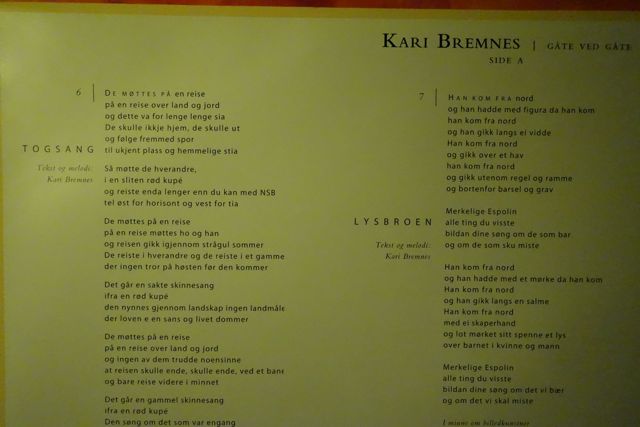 KARI BREMNES | GÅTE VED GÅTE
SIDE A
6
TOGSANG
Tekst og melodi:
Kari Bremnes
DE MØTTES PÅ en reise
på en reise over land og jord
og dette va for lenge lenge sia
De skulle ikkje hjem, de skulle ut
og følge fremmed spor
til ukjent plass og hemmelige stia
Så møtte de hverandre,
i en sliten rød kupé
og reiste enda lenger enn du kan med NSB
tel øst for horisont og vest for tia
De møttes på en reise
på en reise møttes ho og han
og reisen gikk igjennom strågul sommer
De reiste i hverandre og de reiste i et gamme
der ingen tror på høsten før den kommer
Det går en sakte skinnesang
ifra en rød kupé
den nynnes gjennom landskap ingen landmåle
der loven e en sans og livet dommer
De møttes på en reise
på en reise over land og jord
og ingen av dem trudde noensinne
at reisen skulle ende, skulle ende, ved et bane
og bare reise videre i minnet
Det går en gammel skinnesang
ifra en rød kupé
Den søng om det som var engang
7
LYSBROEN
Tekst og melodi:
Kari Bremnes
HAN KOM FRA nord
og han hadde med figura da han kom
han kom fra nord
og han gikk langs ei vidde
Han kom fra nord
og gikk over et hav
han kom fra nord
og gikk utenom regel og ramme
og bortenfor barsel og grav
Merkelige Espolin
alle ting du visste
bildan dine søng om de som bar
og om de som sku miste
Han kom fra nord
og han hadde med et mørke da han kom
Han kom fra nord
og han gikk langs en salme
Han kom fra nord
med ei skaperhand
og lot mørket sitt spenne et lys
over barnet i kvinne og mann
Merkelige Espolin
alle ting du visste
bildan dine søng om det vi bær
og om det vi skal miste
I minne om billedkunstner